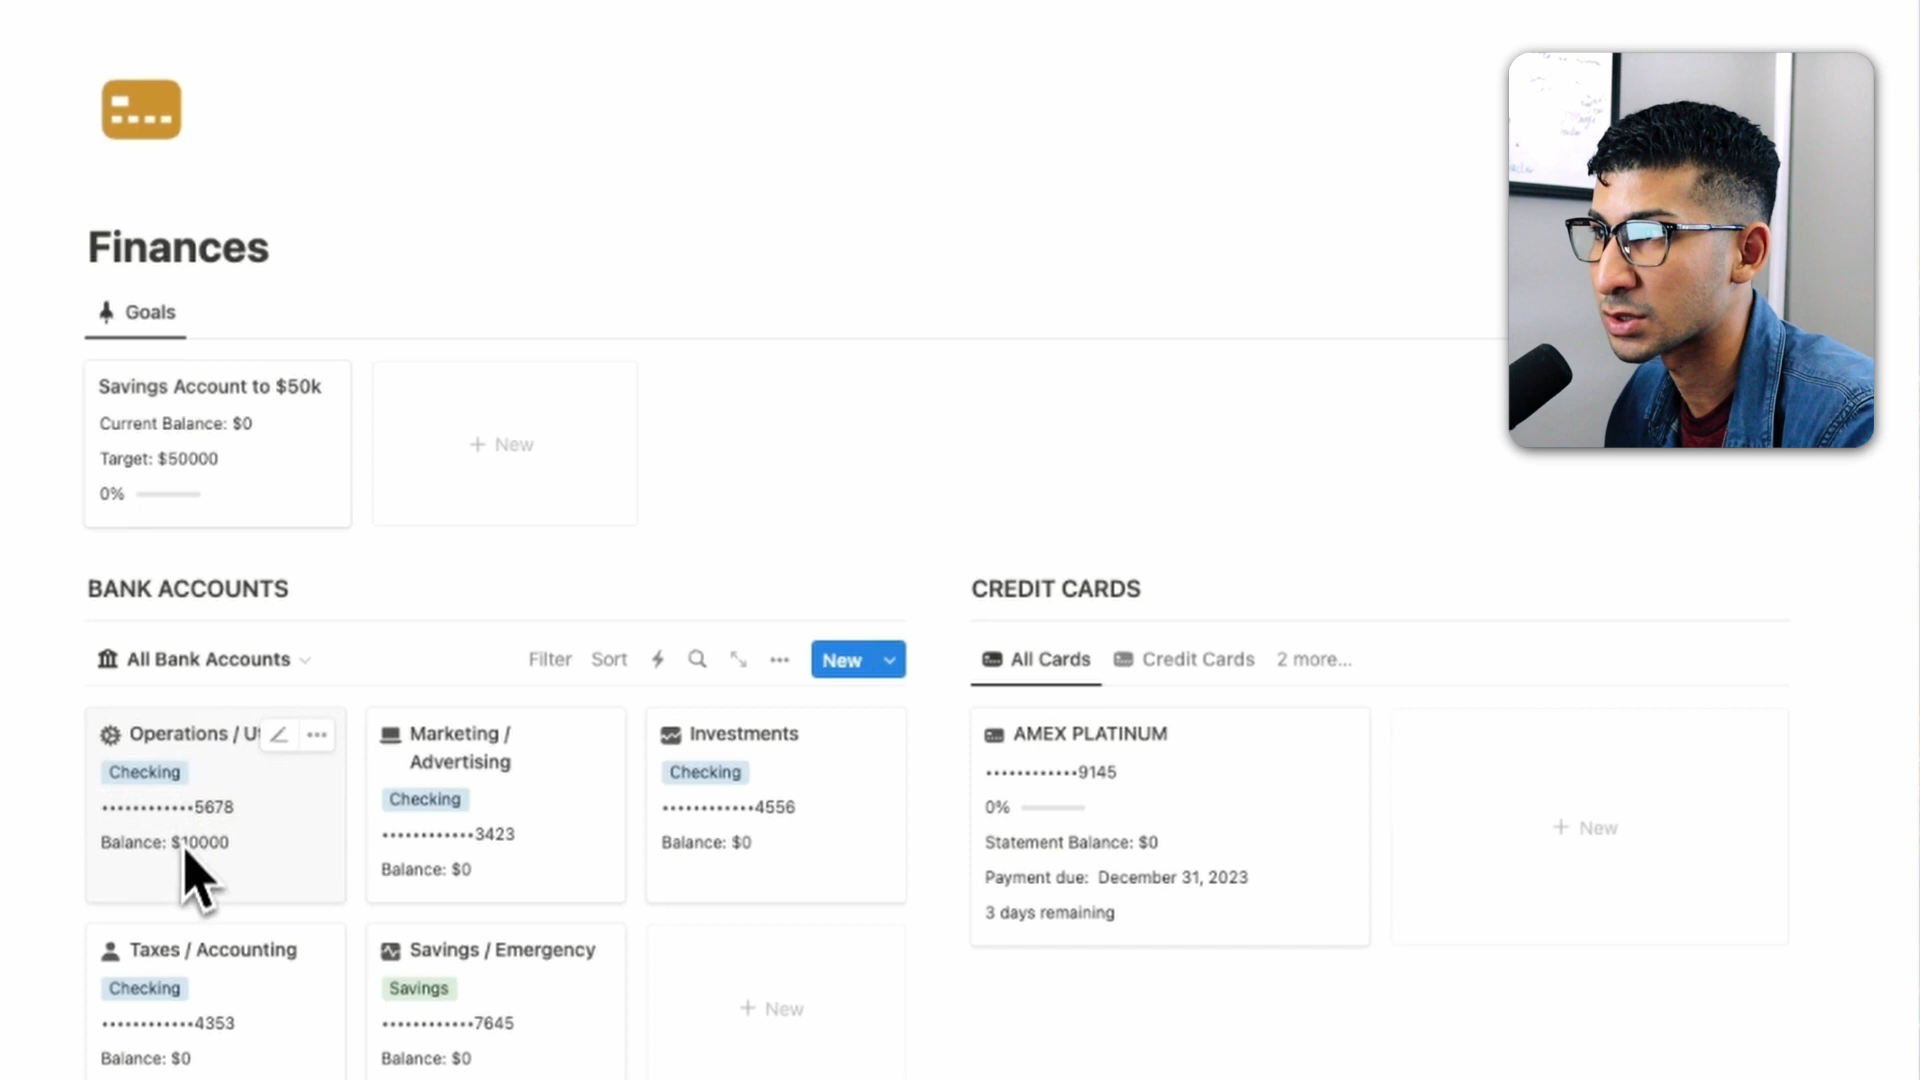 Finances
Goals
Savings Account to $50k
Current Balance: $0
Target: $50000
0%
+ New
BANK ACCOUNTS
All Bank Accounts
Filter Sort
New
Operations /
Checking
••••••••••••5678
Balance: $10000
Marketing /
Advertising
Checking
••••••••••••3423
Balance: $0
Investments
Checking
••••••••••••4556
Balance: $0
Taxes / Accounting
Checking
••••••••••••4353
Balance: $0
Savings / Emergency
Savings
••••••••••••7645
Balance: $0
+ New
CREDIT CARDS
All Cards Credit Cards 2 more...
AMEX PLATINUM
••••••••••••9145
0%
Statement Balance: $0
Payment due: December 31, 2023
3 days remaining
+ New